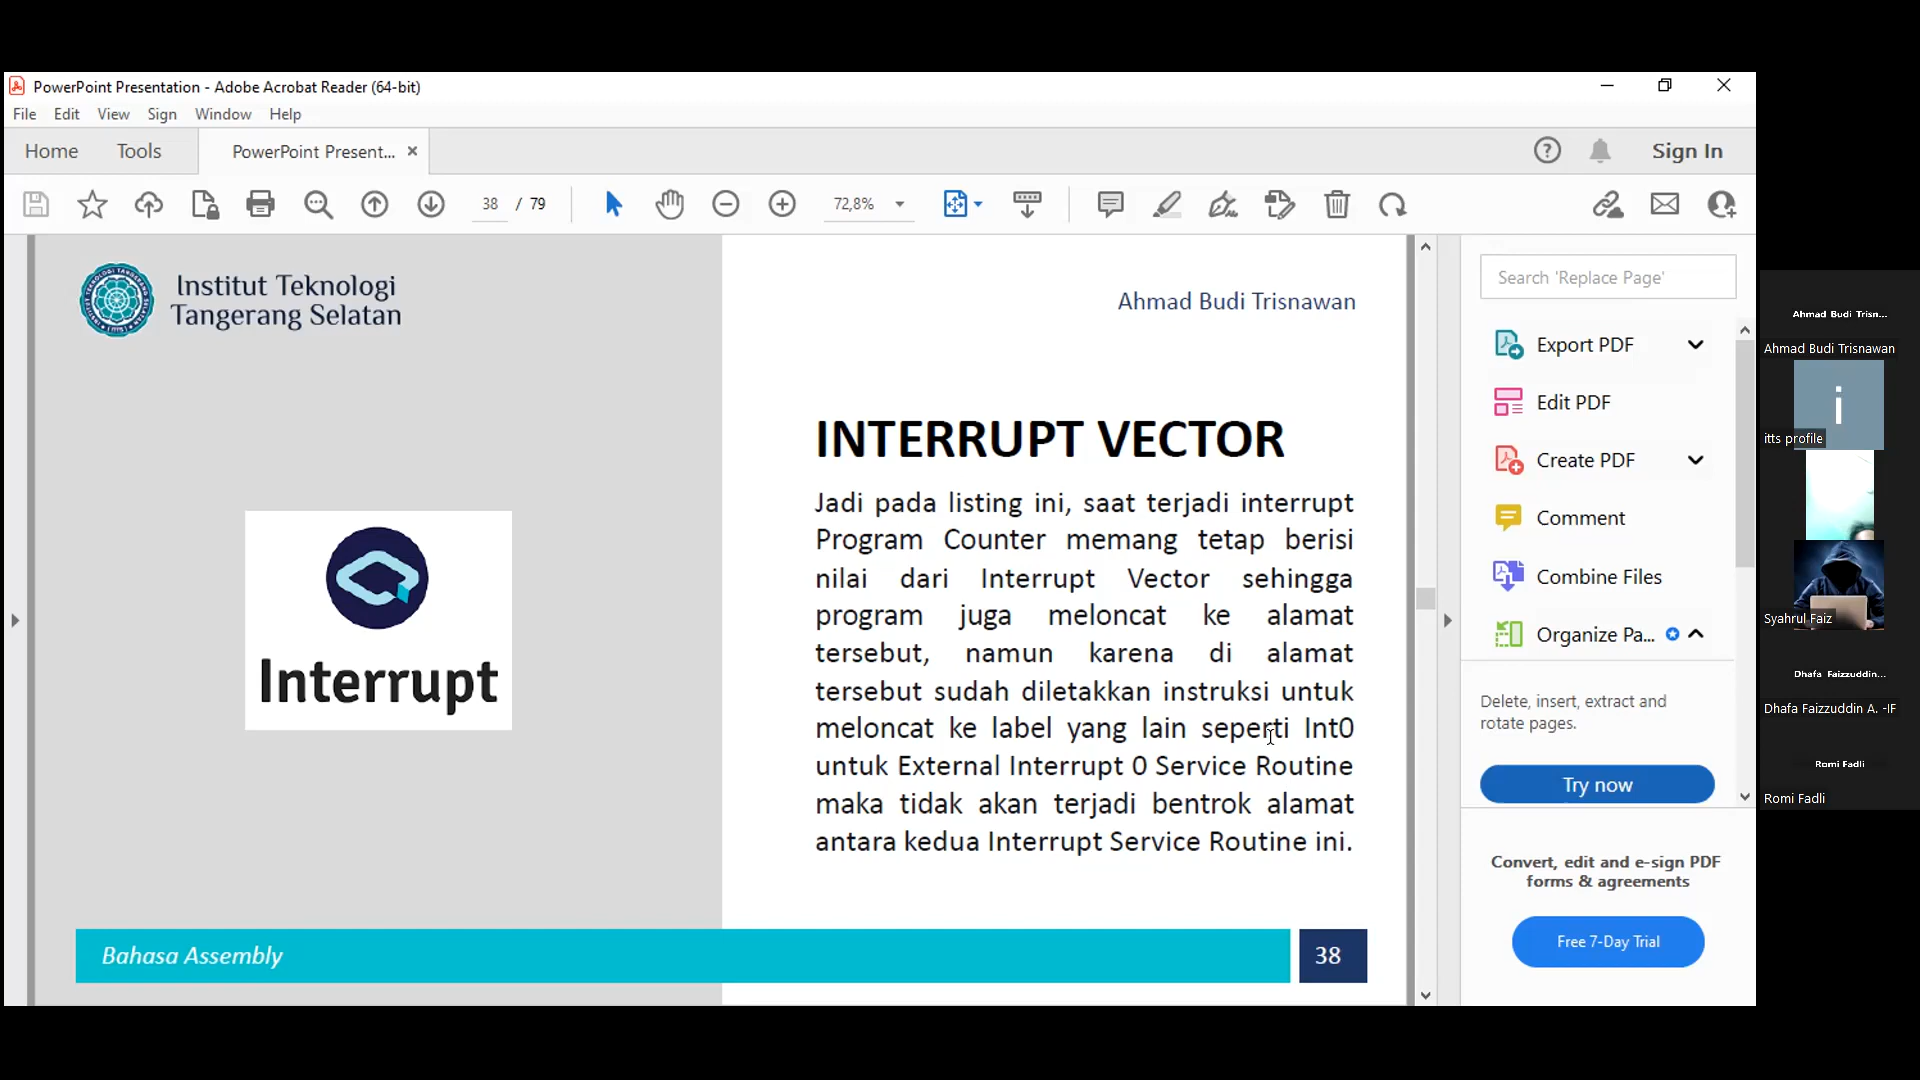 PowerPoint Presentation - Adobe Acrobat Reader (64-bit)
File Edit View Sign Window Help
Home Tools PowerPoint Present... Sign In
38 / 79 72,8%
Institut Teknologi
Tangerang Selatan
Ahmad Budi Trisnawan
INTERRUPT VECTOR
Jadi pada listing ini, saat terjadi interrupt
Program Counter memang tetap berisi
nilai dari Interrupt Vector sehingga
program juga meloncat ke alamat
tersebut, namun karena di alamat
tersebut sudah diletakkan instruksi untuk
meloncat ke label yang lain seperti Int0
untuk External Interrupt 0 Service Routine
maka tidak akan terjadi bentrok alamat
antara kedua Interrupt Service Routine ini.
Interrupt
Bahasa Assembly
38
Search 'Replace Page'
Export PDF
Edit PDF
Create PDF
Comment
Combine Files
Organize Pa...
Delete, insert, extract and
rotate pages.
Try now
Convert, edit and e-sign PDF
forms & agreements
Free 7-Day Trial
Ahmad Budi Trisn...
Ahmad Budi Trisnawan
i
itts profile
Syahrul Faiz
Dhafa Faizzuddin...
Dhafa Faizzuddin A. -IF
Romi Fadli
Romi Fadli